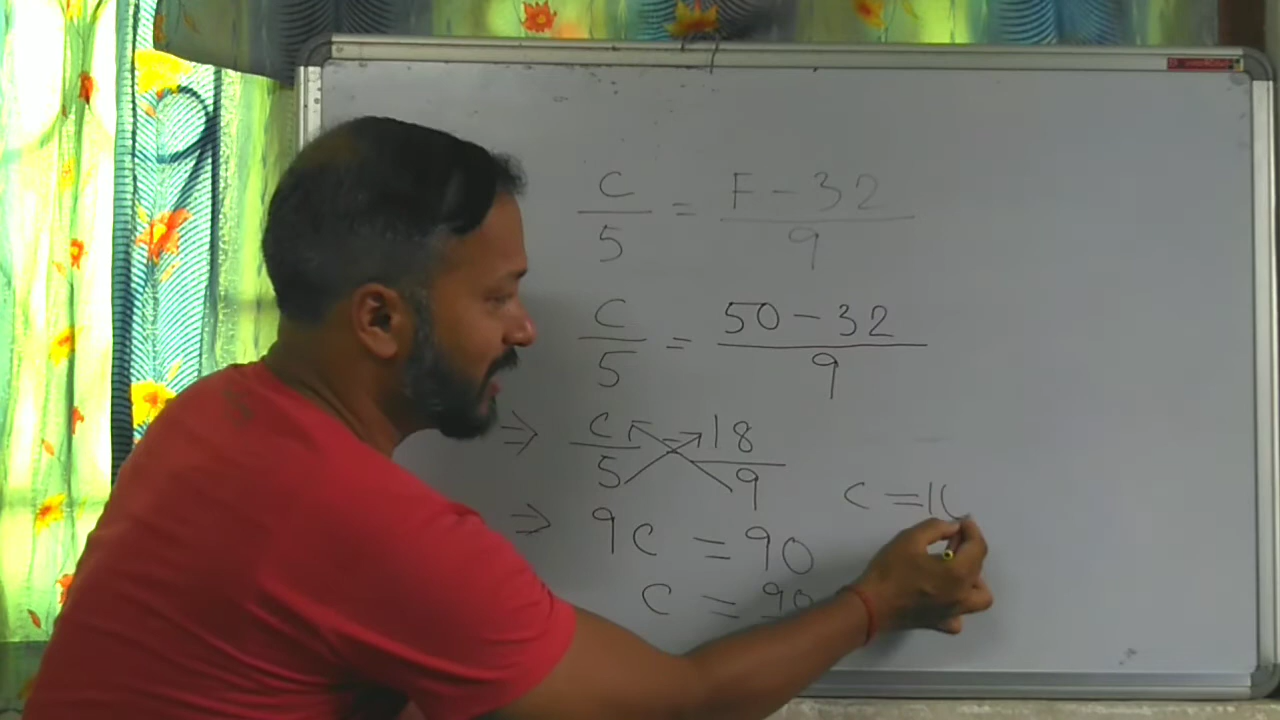 C/5 = F - 32/9
C/5 = 50 - 32/9
⇒ C/5 = 18/9
⇒ 9C = 90
C = 90
C = 10